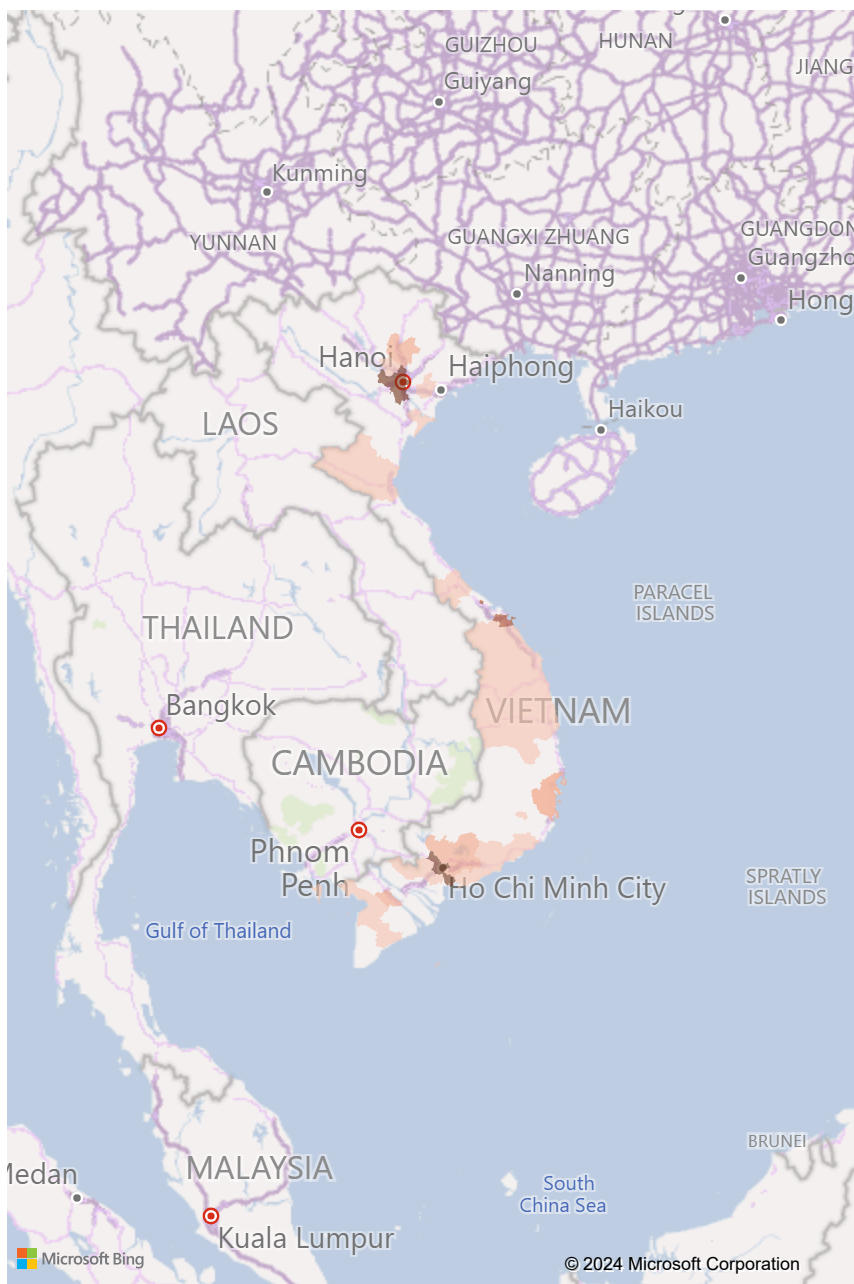 GUIZHOU
HUNAN
JIANG
Guiyang
Kunming
YUNNAN
GUANGXI ZHUANG
GUANGDON
Guangzho
Nanning
Hong
Hanoi
Haiphong
LAOS
Haikou
PARACEL
ISLANDS
THAILAND
Bangkok
VIETNAM
CAMBODIA
Phnom
Penh
Ho Chi Minh City
SPRATLY
ISLANDS
Gulf of Thailand
BRUNEI
MALAYSIA
Medan
South
China Sea
Kuala Lumpur
Microsoft Bing
© 2024 Microsoft Corporation